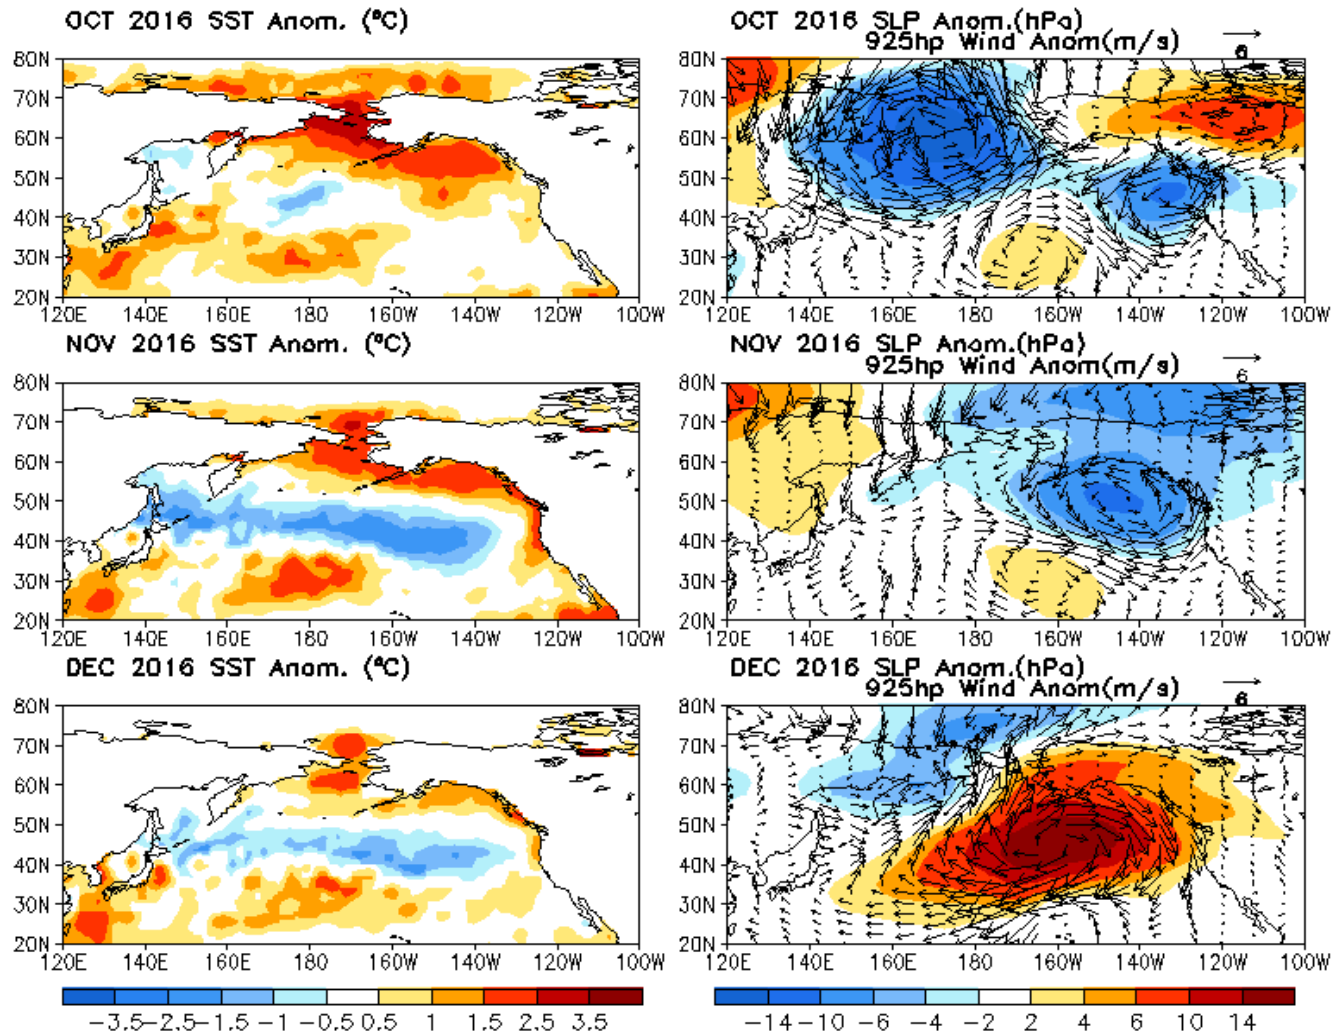 OCT 2016 SST Anom. (ºC)
OCT 2016 SLP Anom.(hPa)
925hp Wind Anom(m/s)
6
80N
70N
60N
50N
40N
30N
20N
120E 140E 160E 180 160W 140W 120W 100W
80N
70N
60N
50N
40N
30N
20N
120E 140E 160E 180 160W 140W 120W 100W
NOV 2016 SST Anom. (ºC)
NOV 2016 SLP Anom.(hPa)
925hp Wind Anom(m/s)
6
80N
70N
60N
50N
40N
30N
20N
120E 140E 160E 180 160W 140W 120W 100W
80N
70N
60N
50N
40N
30N
20N
120E 140E 160E 180 160W 140W 120W 100W
DEC 2016 SST Anom. (ºC)
DEC 2016 SLP Anom.(hPa)
925hp Wind Anom(m/s)
6
80N
70N
60N
50N
40N
30N
20N
120E 140E 160E 180 160W 140W 120W 100W
80N
70N
60N
50N
40N
30N
20N
120E 140E 160E 180 160W 140W 120W 100W
-3.5 -2.5 -1.5 -1 -0.5 0.5 1 1.5 2.5 3.5
-14 -10 -6 -4 -2 2 4 6 10 14